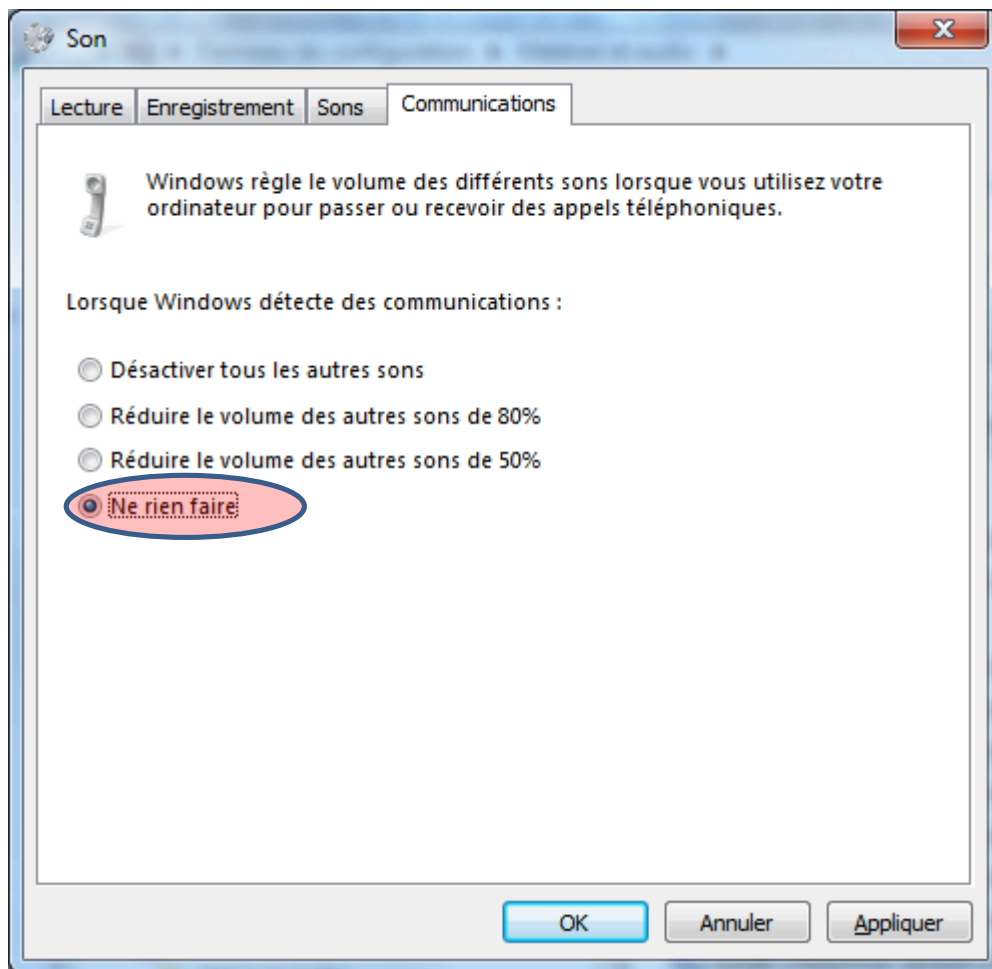 Son
Lecture Enregistrement Sons Communications
Windows règle le volume des différents sons lorsque vous utilisez votre
ordinateur pour passer ou recevoir des appels téléphoniques.
Lorsque Windows détecte des communications :
Désactiver tous les autres sons
Réduire le volume des autres sons de 80%
Réduire le volume des autres sons de 50%
Ne rien faire
OK Annuler Appliquer